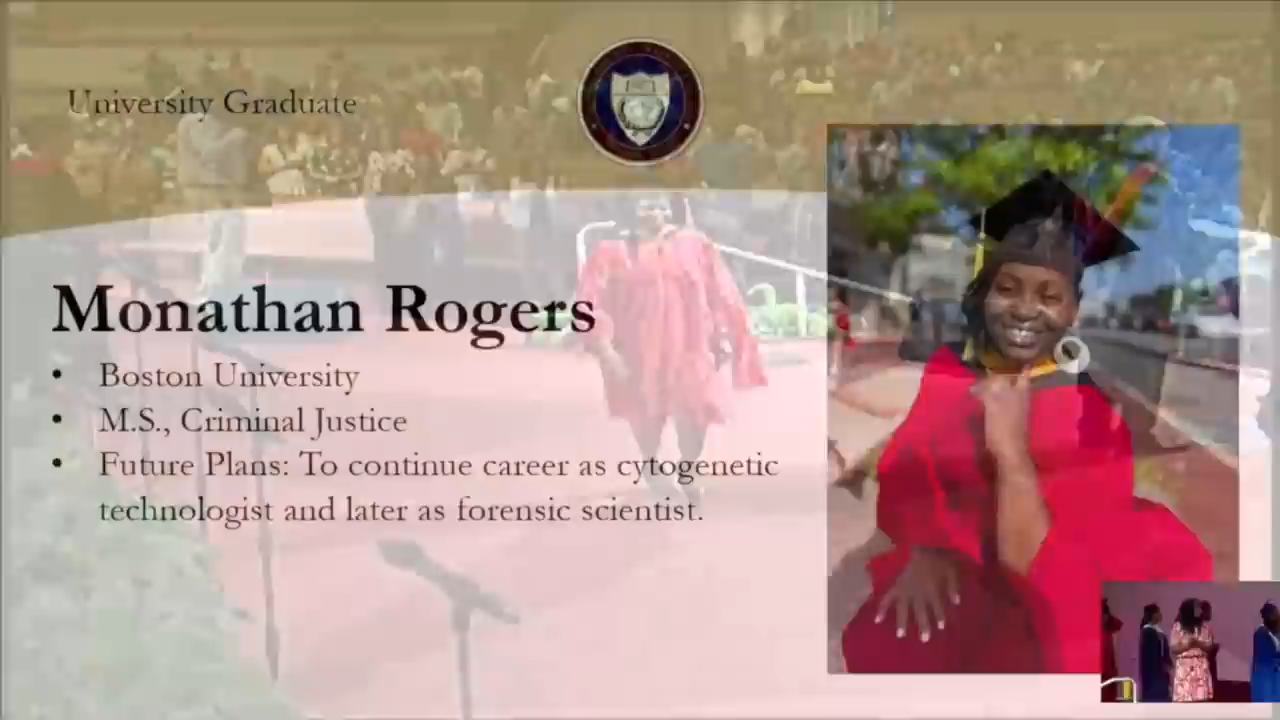 University Graduate
Monathan Rogers
• Boston University
• M.S., Criminal Justice
• Future Plans: To continue career as cytogenetic
technologist and later as forensic scientist.